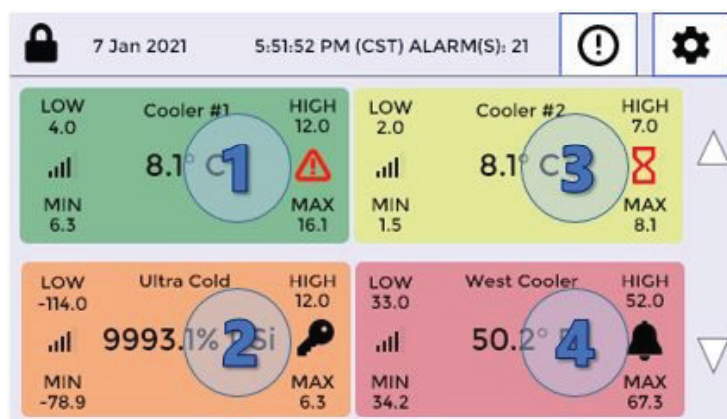 7 Jan 2021 5:51:52 PM (CST) ALARM(S): 21
LOW Cooler #1 HIGH
4.0 12.0
8.1° C
1
MIN MAX
6.3 16.1
LOW Cooler #2 HIGH
2.0 7.0
8.1° C
3
MIN MAX
1.5 8.1
LOW Ultra Cold HIGH
-114.0 12.0
9993.1% Si
2
MIN MAX
-78.9 6.3
LOW West Cooler HIGH
33.0 52.0
50.2°
4
MIN MAX
34.2 67.3